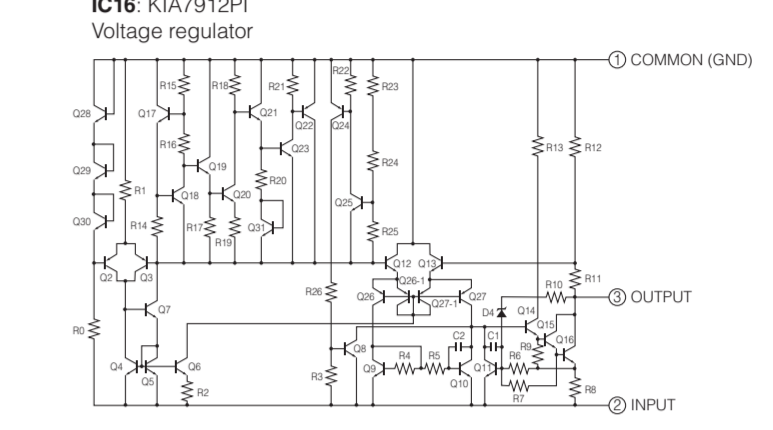 IC16: KIA7912PI
Voltage regulator
1 COMMON (GND)
R15 R18 R21 R22 R23
Q28 Q17 Q21 Q22 Q24
R16 Q23 R13 R12
Q29 Q19 R24
R1 Q18 Q20 R20
Q30 R14 R17 Q31 Q25 R25
R19
Q2 Q3 Q12 Q13
Q26-1 R11
R26 Q26 Q27-1 Q27 R10 3 OUTPUT
Q7 D4 Q14
R0 Q15
Q8 C2 C1 R9 Q16
Q4 Q5 Q6 R4 R5 R6
R3 Q9 Q10 Q11
R2 R7 R8
2 INPUT